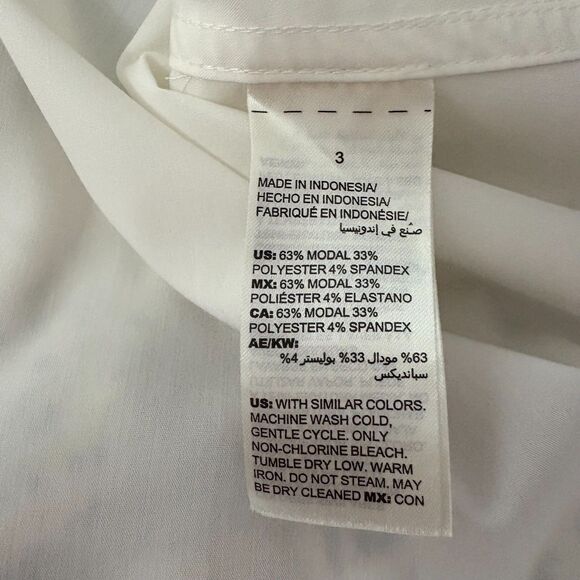 3
MADE IN INDONESIA/
HECHO EN INDONESIA/
FABRIQUÉ EN INDONÉSIE/
صُنع في إندونيسيا
US: 63% MODAL 33%
POLYESTER 4% SPANDEX
MX: 63% MODAL 33%
POLIÉSTER 4% ELASTANO
CA: 63% MODAL 33%
POLYESTER 4% SPANDEX
AE/KW:
63% مودال 33% بوليستر 4%
سبانديكس
US: WITH SIMILAR COLORS.
MACHINE WASH COLD,
GENTLE CYCLE. ONLY
NON-CHLORINE BLEACH.
TUMBLE DRY LOW. WARM
IRON. DO NOT STEAM. MAY
BE DRY CLEANED MX: CON